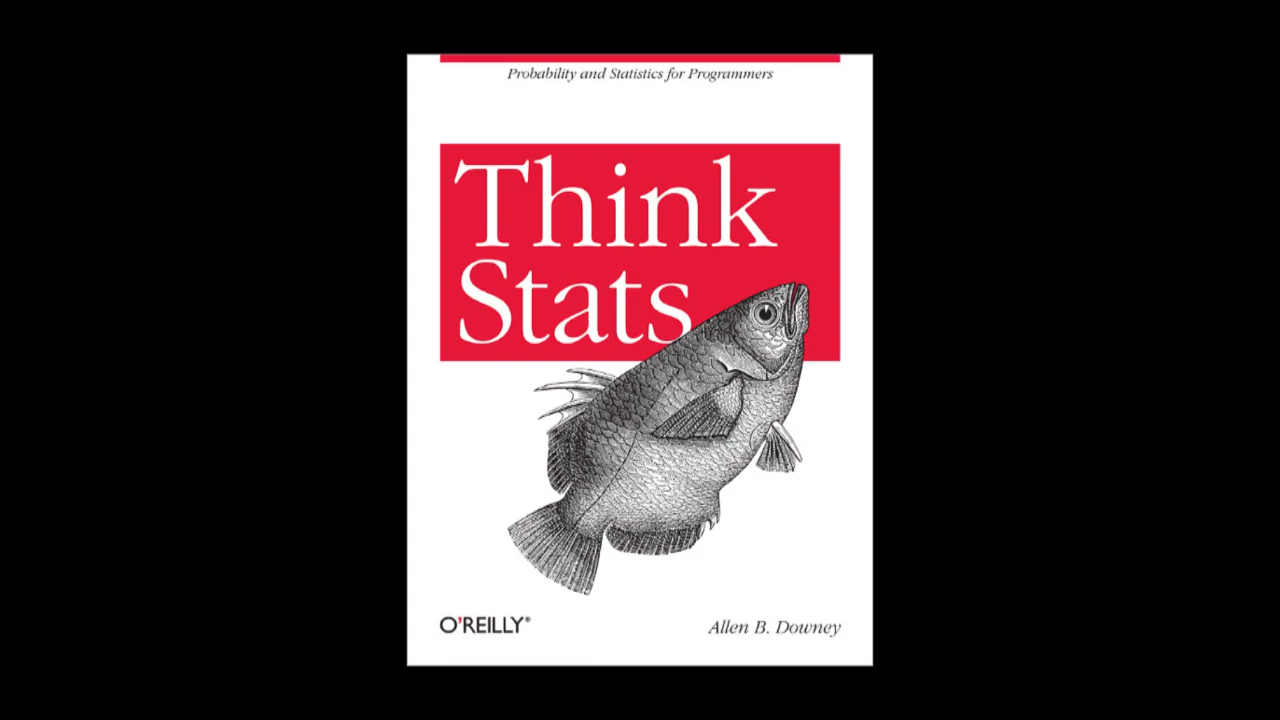 Probability and Statistics for Programmers
Think
Stats
O'REILLY®
Allen B. Downey